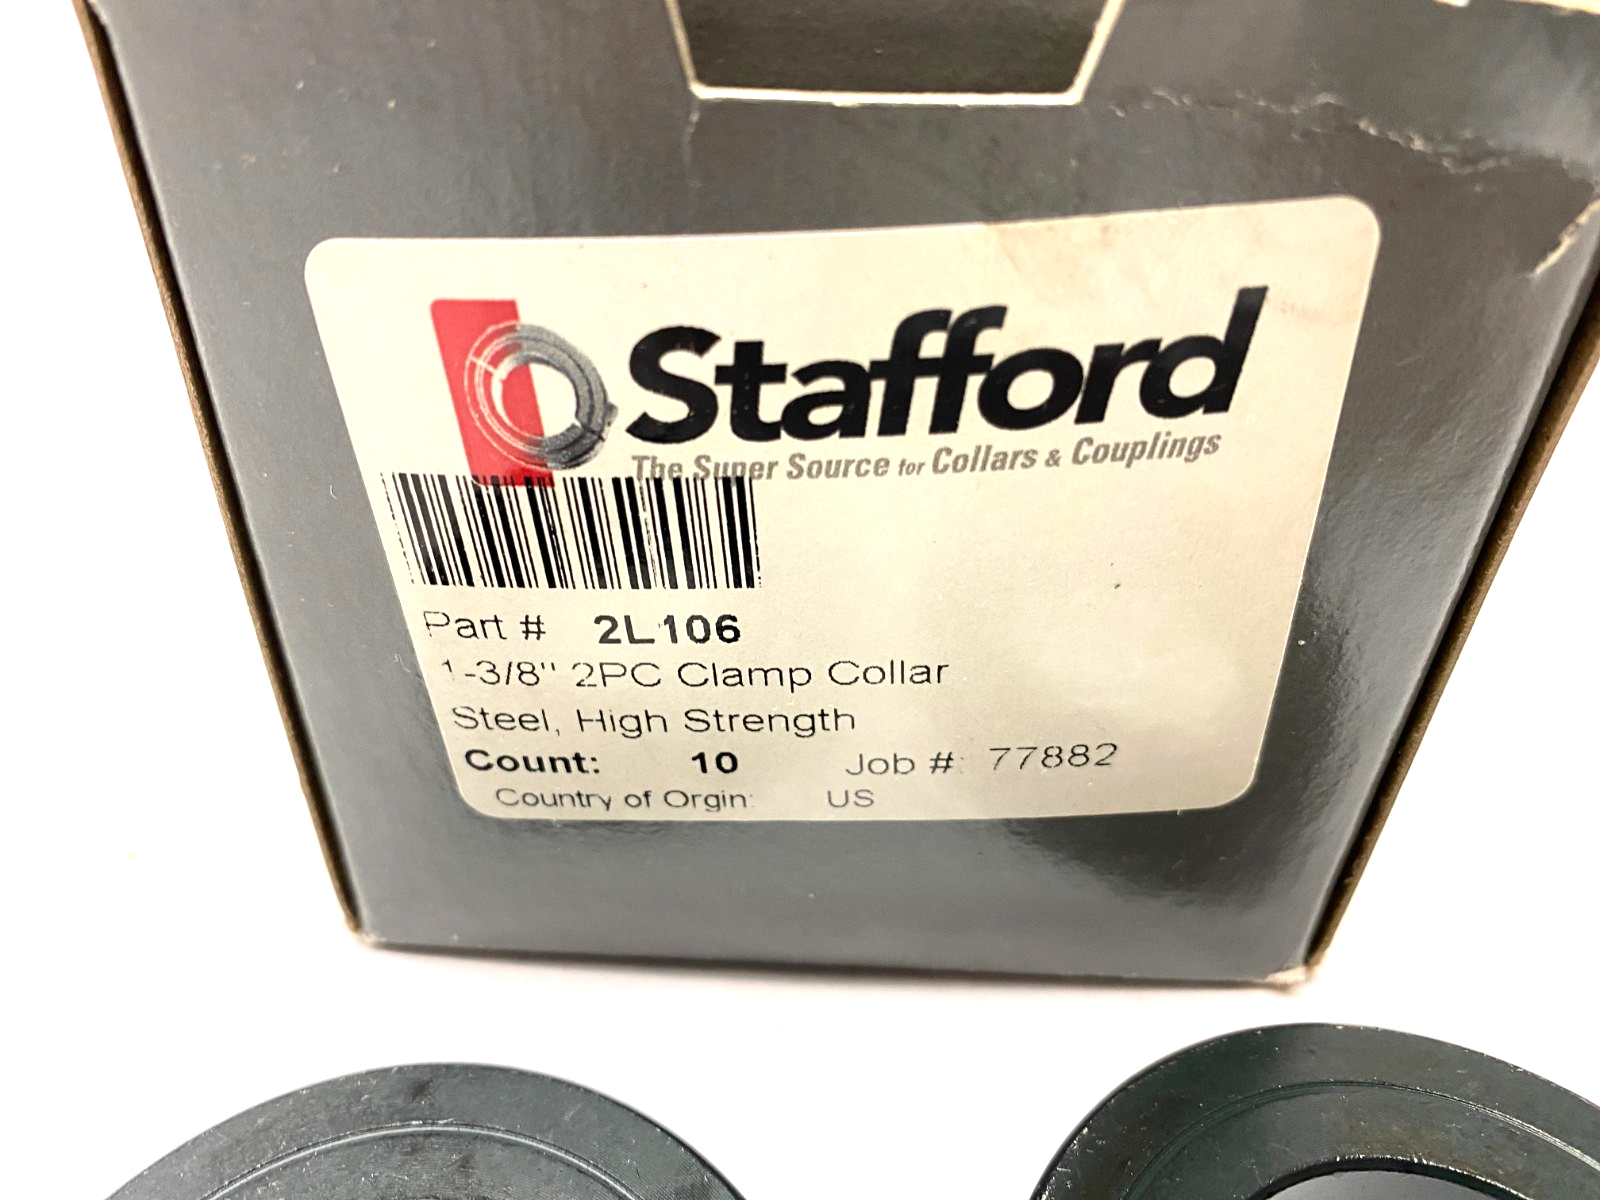 Stafford
The Super Source for Collars & Couplings
Part # 2L106
1-3/8" 2PC Clamp Collar
Steel, High Strength
Count: 10 Job #: 77882
Country of Orgin: US